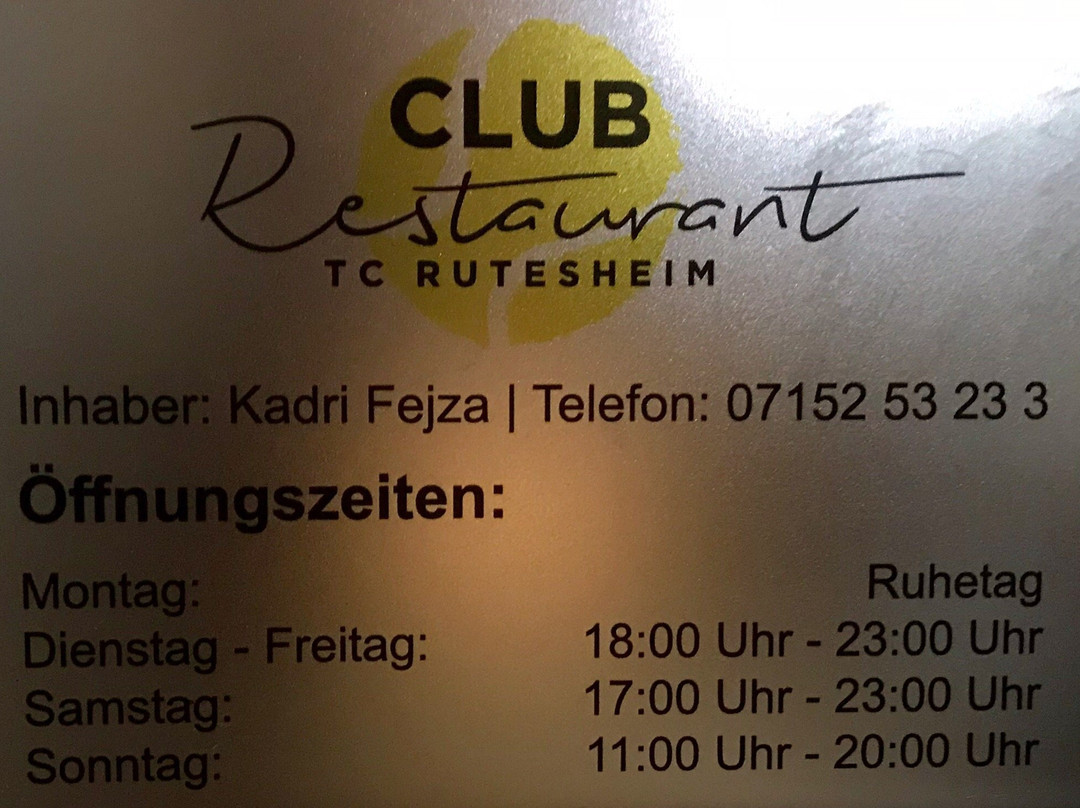 CLUB
Restaurant
TC RUTESHEIM
Inhaber: Kadri Fejza | Telefon: 07152 53 23 3
Öffnungszeiten:
Montag: Ruhetag
Dienstag - Freitag: 18:00 Uhr - 23:00 Uhr
Samstag: 17:00 Uhr - 23:00 Uhr
Sonntag: 11:00 Uhr - 20:00 Uhr